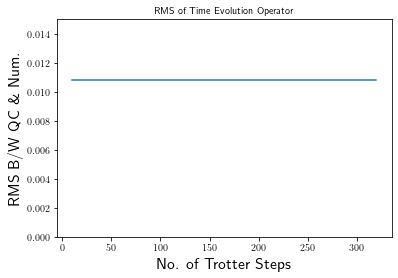 RMS of Time Evolution Operator
RMS B/W QC & Num.
0.014
0.012
0.010
0.008
0.006
0.004
0.002
0.000
0 50 100 150 200 250 300
No. of Trotter Steps